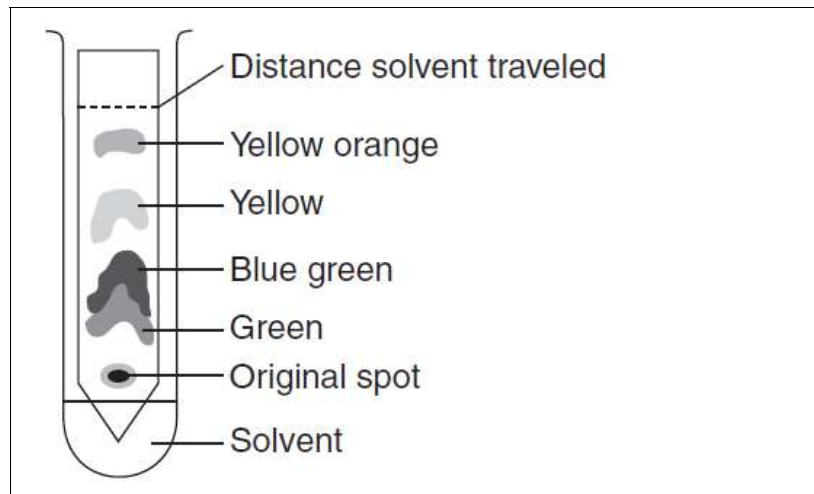 Distance solvent traveled
Yellow orange
Yellow
Blue green
Green
Original spot
Solvent